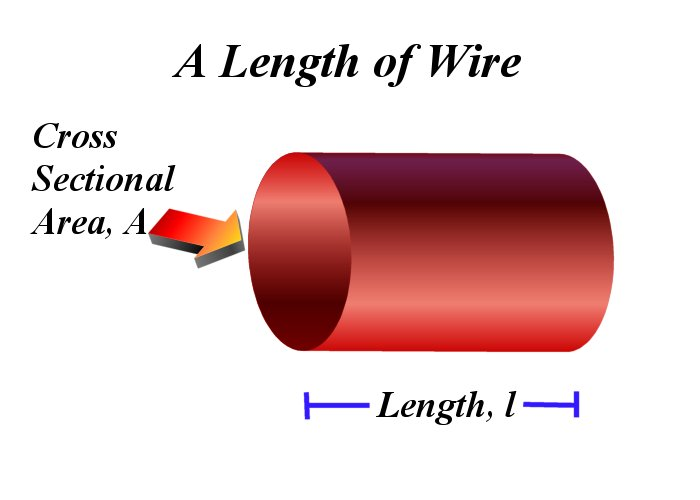 A Length of Wire
Cross
Sectional
Area, A
Length, l